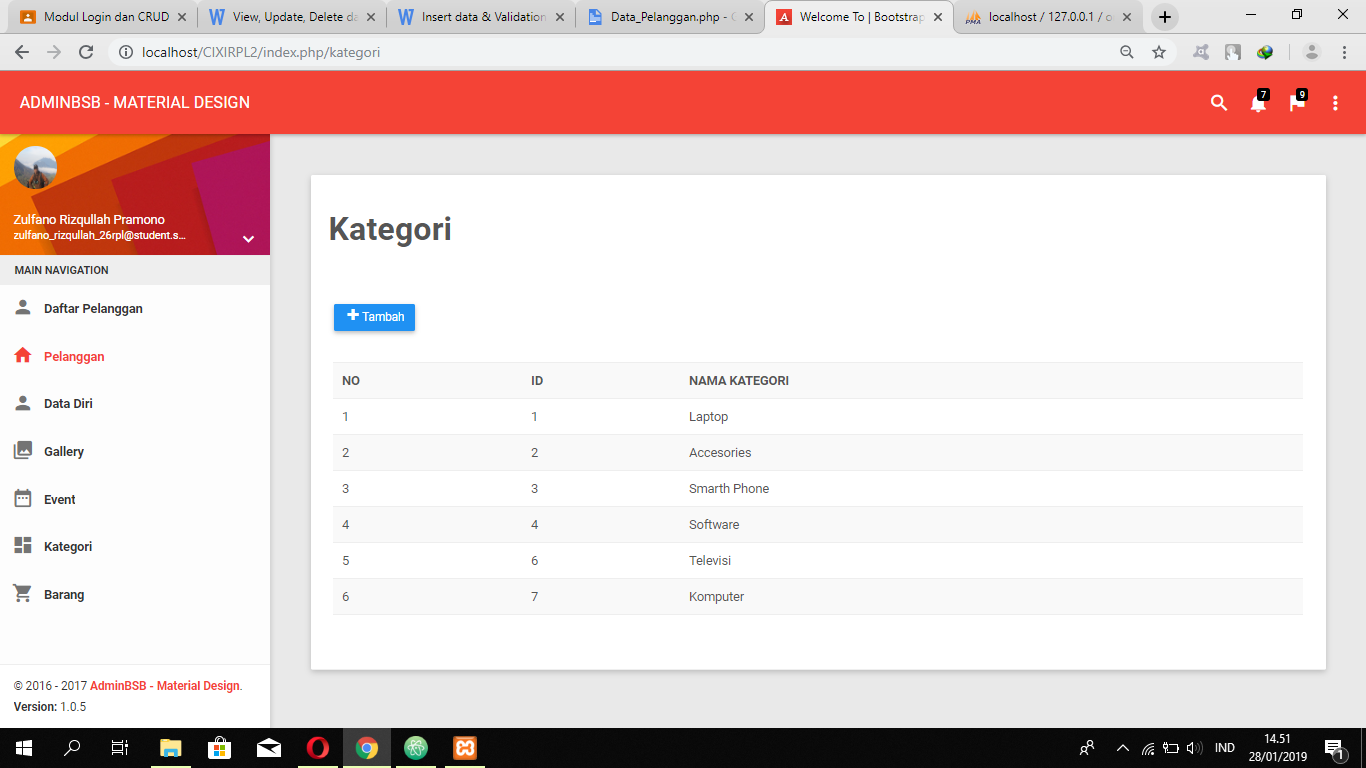 Modul Login dan CRUD
View, Update, Delete da
Insert data & Validation
Data_Pelanggan.php -
Welcome To | Bootstrap
localhost / 127.0.0.1 /
localhost/CIXIRPL2/index.php/kategori
ADMINBSB - MATERIAL DESIGN
7
9
Zulfano Rizqullah Pramono
zulfano_rizqullah_26rpl@student.s...
MAIN NAVIGATION
Daftar Pelanggan
Pelanggan
Data Diri
Gallery
Event
Kategori
Barang
© 2016 - 2017 AdminBSB - Material Design.
Version: 1.0.5
Kategori
Tambah
NO ID NAMA KATEGORI
1 1 Laptop
2 2 Accesories
3 3 Smarth Phone
4 4 Software
5 6 Televisi
6 7 Komputer
IND
14.51
28/01/2019
1